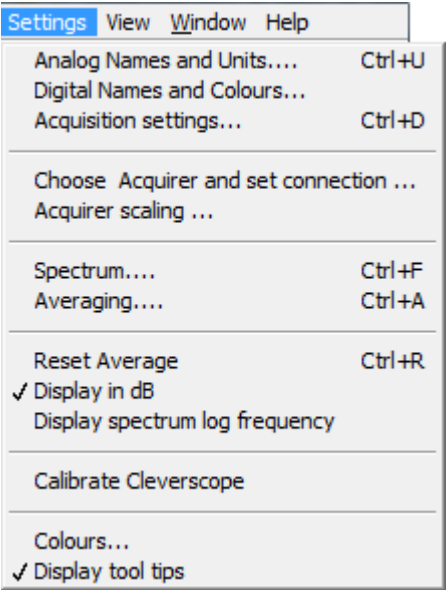 Settings View Window Help
Analog Names and Units.... Ctrl+U
Digital Names and Colours...
Acquisition settings... Ctrl+D
Choose Acquirer and set connection ...
Acquirer scaling ...
Spectrum.... Ctrl+F
Averaging.... Ctrl+A
Reset Average Ctrl+R
✓ Display in dB
Display spectrum log frequency
Calibrate Cleverscope
Colours...
✓ Display tool tips